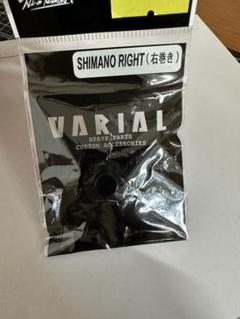 SHIMANO RIGHT(右巻き)
VARIAL
SPARE PARTS
CUSTOM ACCESSORIES